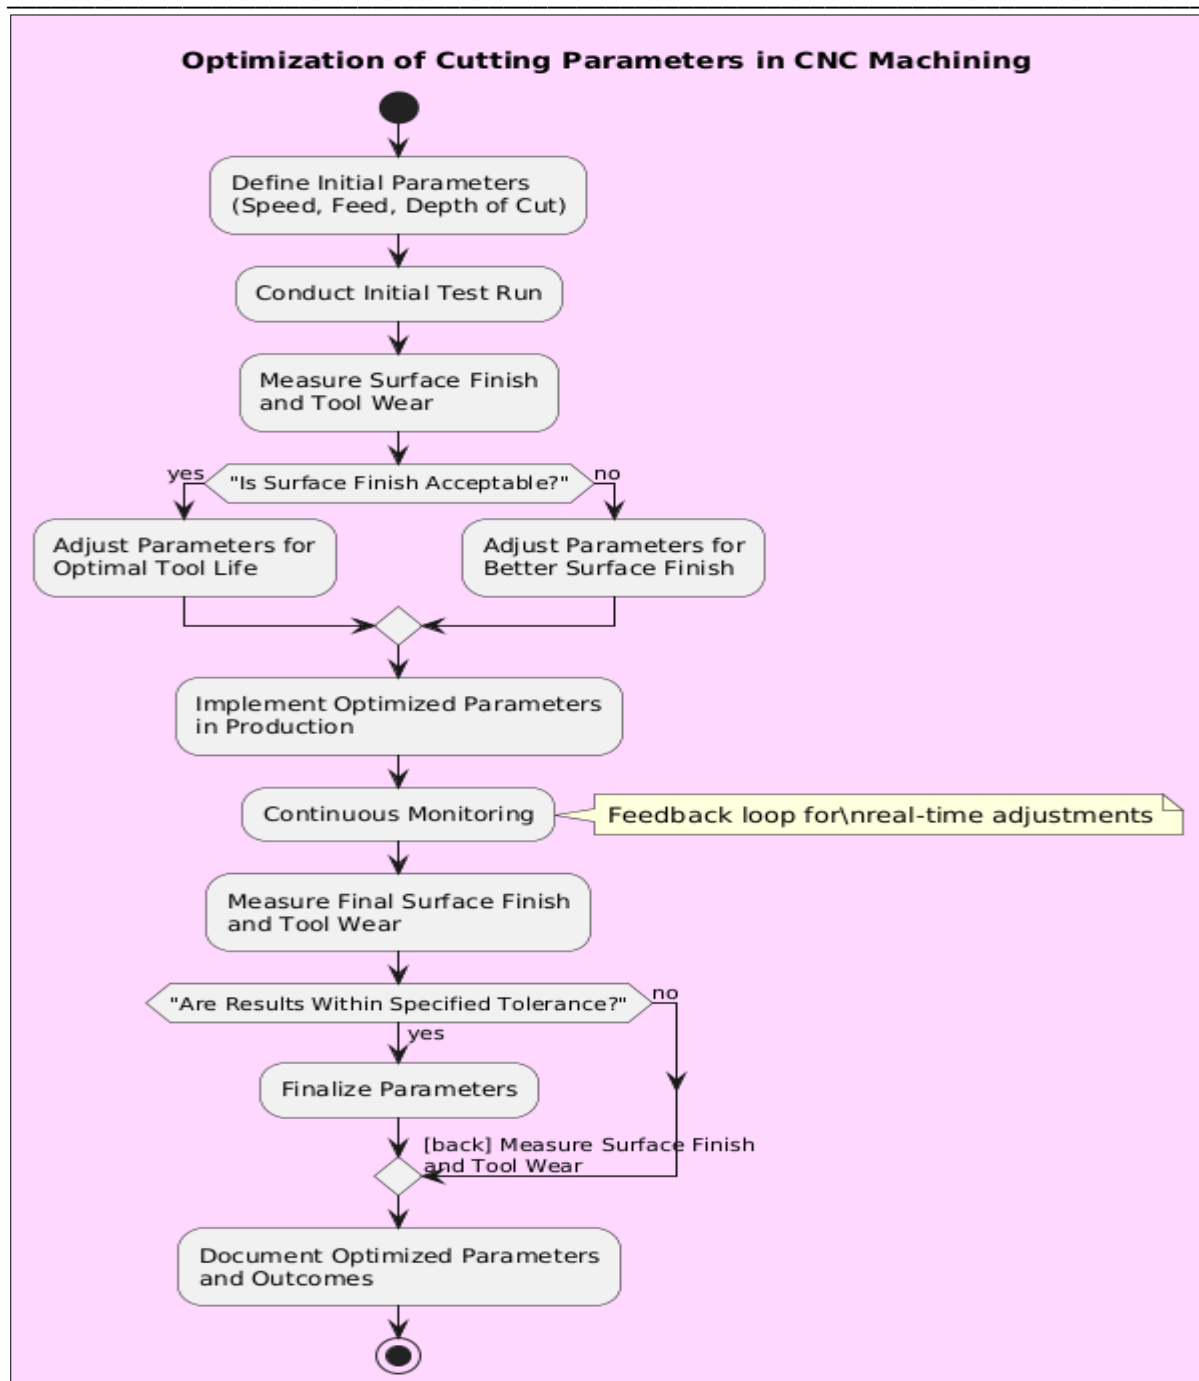 Optimization of Cutting Parameters in CNC Machining
Define Initial Parameters
(Speed, Feed, Depth of Cut)
Conduct Initial Test Run
Measure Surface Finish
and Tool Wear
yes
"Is Surface Finish Acceptable?"
no
Adjust Parameters for
Optimal Tool Life
Adjust Parameters for
Better Surface Finish
Implement Optimized Parameters
in Production
Continuous Monitoring
Feedback loop for\nreal-time adjustments
Measure Final Surface Finish
and Tool Wear
"Are Results Within Specified Tolerance?"
no
yes
Finalize Parameters
[back] Measure Surface Finish
and Tool Wear
Document Optimized Parameters
and Outcomes